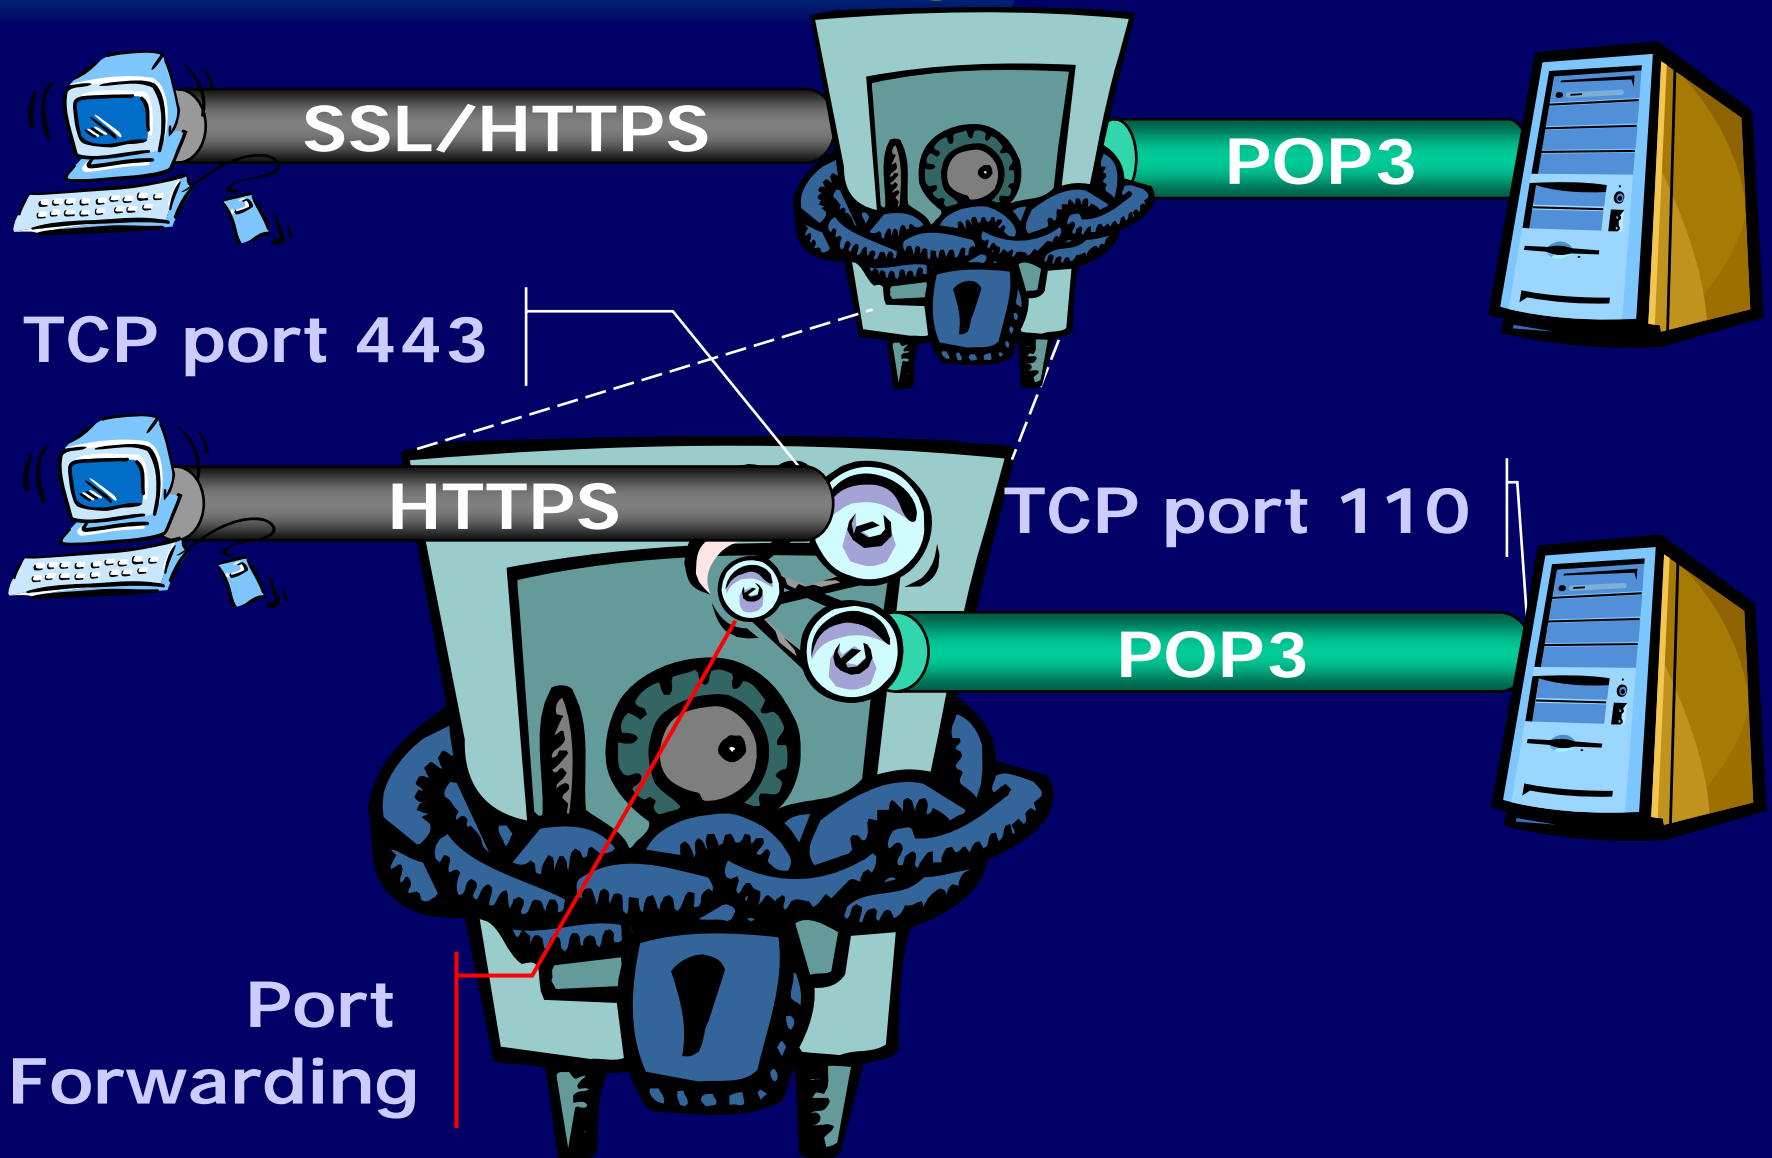 SSL/HTTPS
POP3
TCP port 443
HTTPS
TCP port 110
POP3
Port
Forwarding